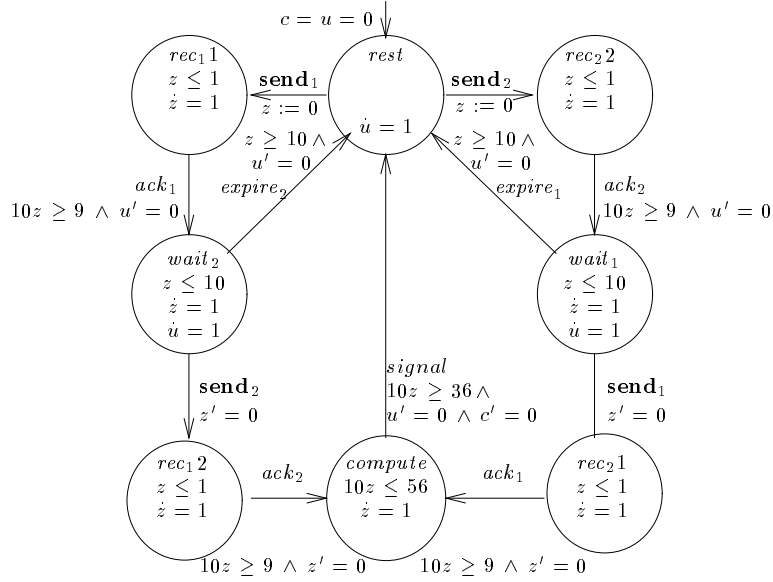 c = u = 0
rec₁1
z ≤ 1
ż = 1
send₁
z := 0
rest
u̇ = 1
send₂
z := 0
rec₂2
z ≤ 1
ż = 1
z ≥ 10 ∧
u′ = 0
expire₂
z ≥ 10 ∧
u′ = 0
expire₁
ack₁
10z ≥ 9 ∧ u′ = 0
ack₂
10z ≥ 9 ∧ u′ = 0
wait₂
z ≤ 10
ż = 1
u̇ = 1
wait₁
z ≤ 10
ż = 1
u̇ = 1
send₂
z′ = 0
signal
10z ≥ 36 ∧
u′ = 0 ∧ c′ = 0
send₁
z′ = 0
rec₁2
z ≤ 1
ż = 1
ack₂
compute
10z ≤ 56
ż = 1
ack₁
rec₂1
z ≤ 1
ż = 1
10z ≥ 9 ∧ z′ = 0
10z ≥ 9 ∧ z′ = 0